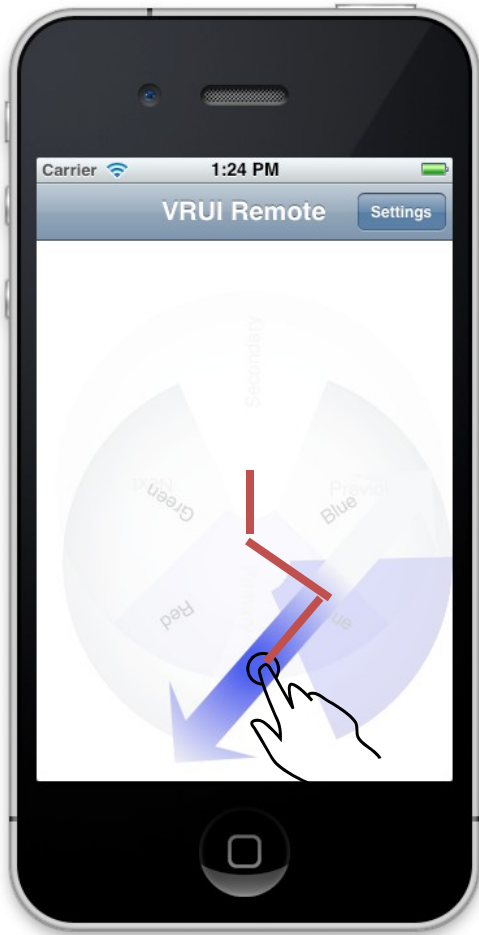 Carrier 1:24 PM
VRUI Remote Settings
Secondary
Green
Blue
Red